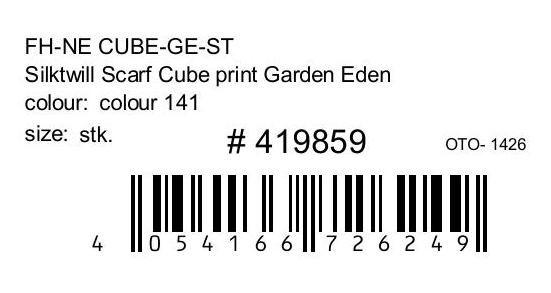 FH-NE CUBE-GE-ST
Silktwill Scarf Cube print Garden Eden
colour: colour 141
size: stk.
# 419859
OTO- 1426
4 054166 726249